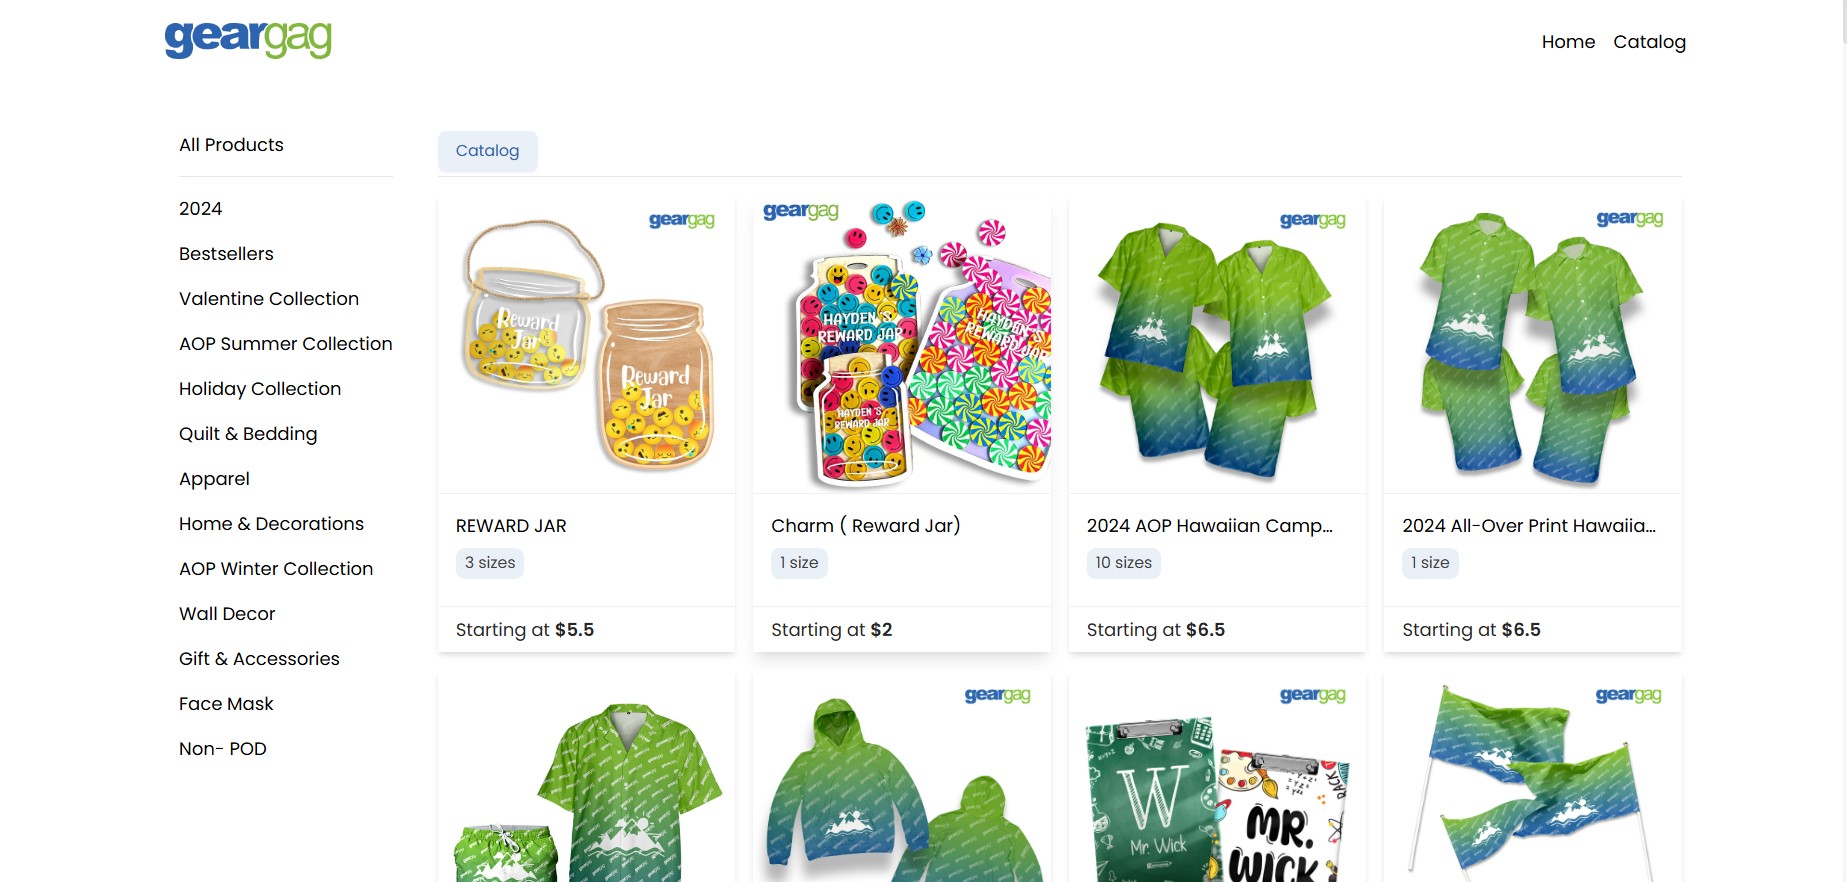 geargag
Home Catalog
All Products
2024
Bestsellers
Valentine Collection
AOP Summer Collection
Holiday Collection
Quilt & Bedding
Apparel
Home & Decorations
AOP Winter Collection
Wall Decor
Gift & Accessories
Face Mask
Non- POD
Catalog
geargag
Reward
Jar
Reward
Jar
REWARD JAR
3 sizes
Starting at $5.5
geargag
HAYDEN'S
REWARD JAR
HAYDEN'S
REWARD JAR
HAYDEN'S
REWARD JAR
Charm ( Reward Jar)
1 size
Starting at $2
geargag
2024 AOP Hawaiian Camp...
10 sizes
Starting at $6.5
geargag
2024 All-Over Print Hawaiia...
1 size
Starting at $6.5
geargag
geargag
W
Mr. Wick
MR.
WICK
geargag